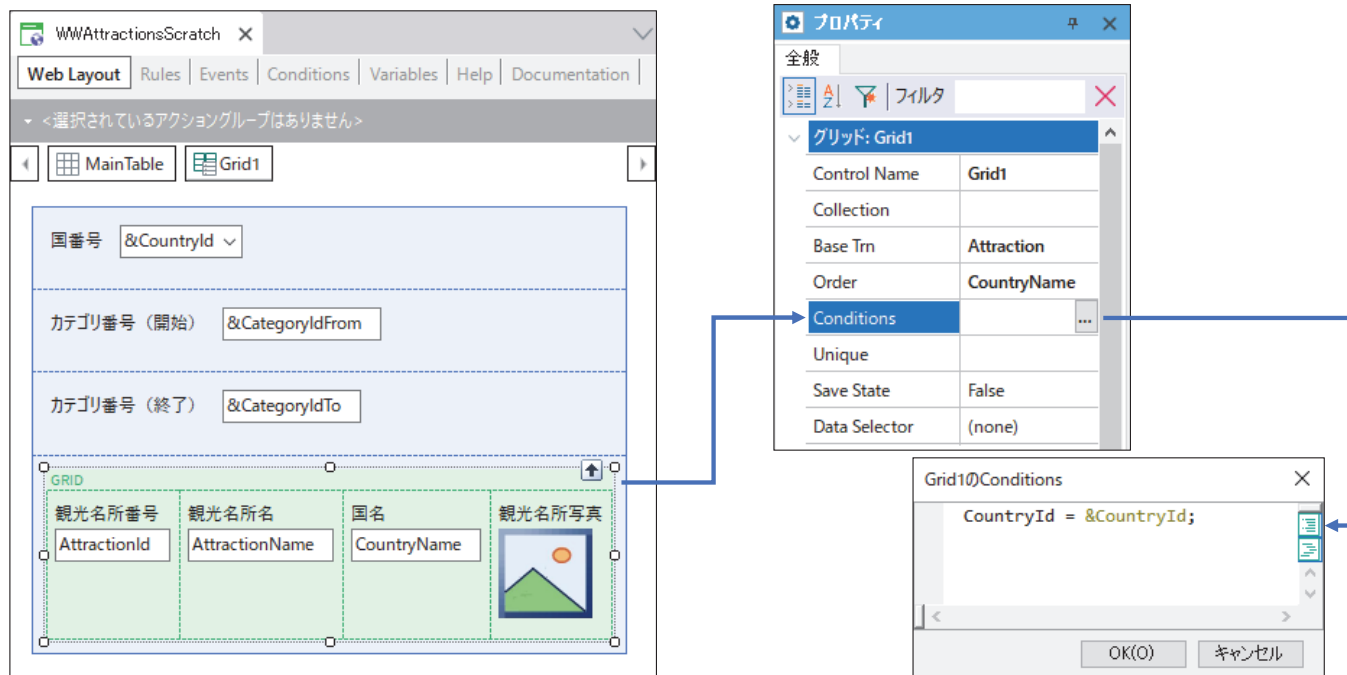 WWAttractionsScratch
Web Layout Rules Events Conditions Variables Help Documentation
<選択されているアクショングループはありません>
MainTable Grid1
国番号 &CountryId
カテゴリ番号（開始） &CategoryIdFrom
カテゴリ番号（終了） &CategoryIdTo
GRID
観光名所番号 観光名所名 国名 観光名所写真
AttractionId AttractionName CountryName
プロパティ
全般
フィルタ
グリッド: Grid1
Control Name Grid1
Collection
Base Trn Attraction
Order CountryName
Conditions ...
Unique
Save State False
Data Selector (none)
Grid1のConditions
CountryId = &CountryId;
OK(O) キャンセル